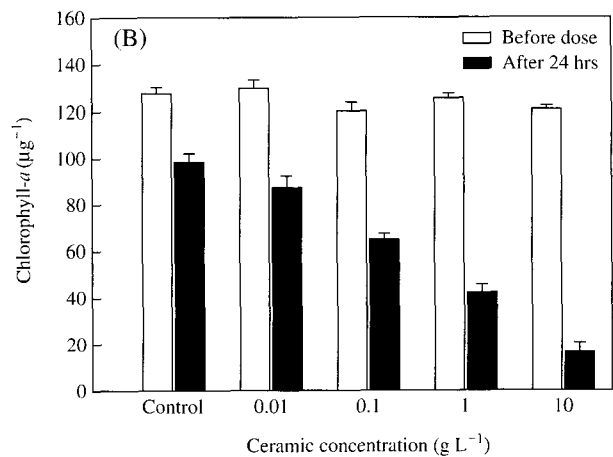 (B)
Before dose
After 24 hrs
160
140
120
100
80
60
40
20
0
Chlorophyll-a (µg⁻¹)
Control 0.01 0.1 1 10
Ceramic concentration (g L⁻¹)